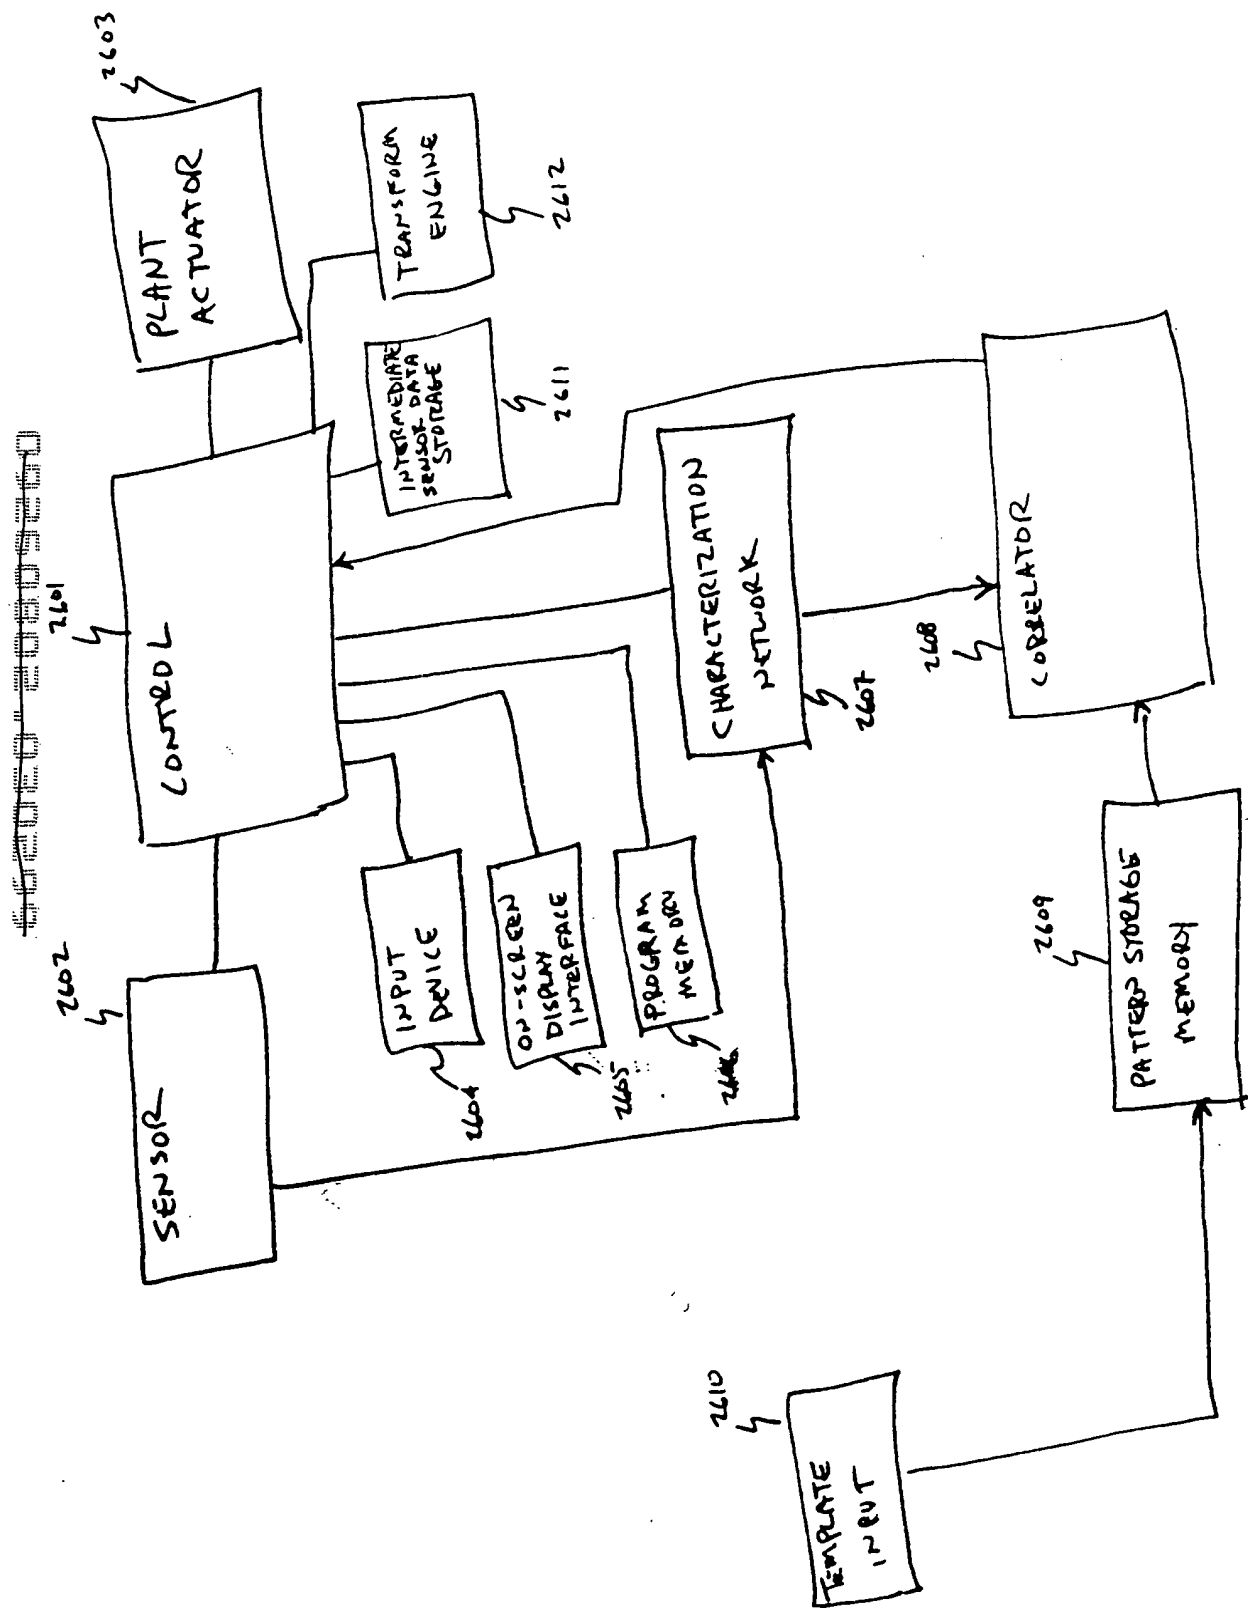 2602
SENSOR
2601
CONTROL
2603
PLANT
ACTUATOR
INPUT
DEVICE
2604
ON-SCREEN
DISPLAY
INTERFACE
2605
PROGRAM
MEMORY
INTERMEDIATE
SENSOR DATA
STORAGE
2611
TRANSFORM
ENGINE
2612
CHARACTERIZATION
NETWORK
2607
2608
CORRELATOR
2609
PATTERN STORAGE
MEMORY
2610
TEMPLATE
INPUT